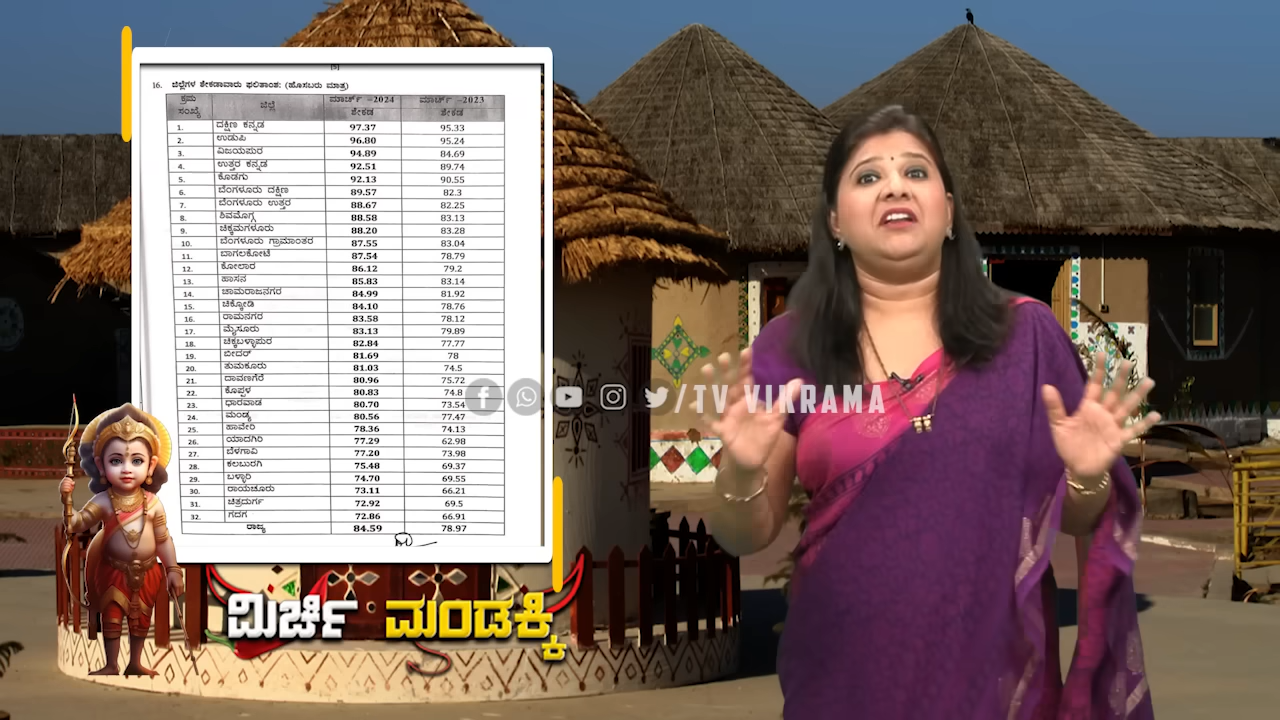 [3]
16. ಜಿಲ್ಲೆಗಳ ಶೇಕಡಾವಾರು ಫಲಿತಾಂಶ: (ಹೊಸಬರು ಮಾತ್ರ)
ಕ್ರಮ ಸಂಖ್ಯೆ ಜಿಲ್ಲೆ ಮಾರ್ಚ್ -2024 ಶೇಕಡ ಮಾರ್ಚ್ -2023 ಶೇಕಡ
1. ದಕ್ಷಿಣ ಕನ್ನಡ 97.37 95.33
2. ಉಡುಪಿ 96.80 95.24
3. ವಿಜಯಪುರ 94.89 84.69
4. ಉತ್ತರ ಕನ್ನಡ 92.51 89.74
5. ಕೊಡಗು 92.13 90.55
6. ಬೆಂಗಳೂರು ದಕ್ಷಿಣ 89.57 82.3
7. ಬೆಂಗಳೂರು ಉತ್ತರ 88.67 82.25
8. ಶಿವಮೊಗ್ಗ 88.58 83.13
9. ಚಿಕ್ಕಮಗಳೂರು 88.20 83.28
10. ಬೆಂಗಳೂರು ಗ್ರಾಮಾಂತರ 87.55 83.04
11. ಬಾಗಲಕೋಟೆ 87.54 78.79
12. ಕೋಲಾರ 86.12 79.2
13. ಹಾಸನ 85.83 83.14
14. ಚಾಮರಾಜನಗರ 84.99 81.92
15. ಚಿಕ್ಕೋಡಿ 84.10 78.76
16. ರಾಮನಗರ 83.58 78.12
17. ಮೈಸೂರು 83.13 79.89
18. ಚಿಕ್ಕಬಳ್ಳಾಪುರ 82.84 77.77
19. ಬೀದರ್ 81.69 78
20. ತುಮಕೂರು 81.03 74.5
21. ದಾವಣಗೆರೆ 80.96 75.72
22. ಕೊಪ್ಪಳ 80.83 74.8
23. ಧಾರವಾಡ 80.70 73.54
24. ಮಂಡ್ಯ 80.56 77.47
25. ಹಾವೇರಿ 78.36 74.13
26. ಯಾದಗಿರಿ 77.29 62.98
27. ಬೆಳಗಾವಿ 77.20 73.98
28. ಕಲಬುರಗಿ 75.48 69.37
29. ಬಳ್ಳಾರಿ 74.70 69.55
30. ರಾಯಚೂರು 73.11 66.21
31. ಚಿತ್ರದುರ್ಗ 72.92 69.5
32. ಗದಗ 72.86 66.91
ರಾಜ್ಯ 84.59 78.97
/TV VIKRAMA
ಮಿರ್ಚಿ ಮಂಡಕ್ಕಿ